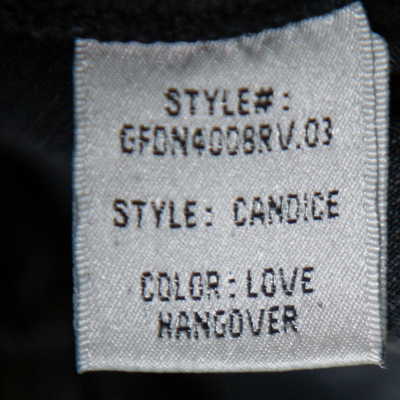 STYLE#:
GFDN4008RV.03
STYLE: CANDICE
COLOR: LOVE
HANGOVER